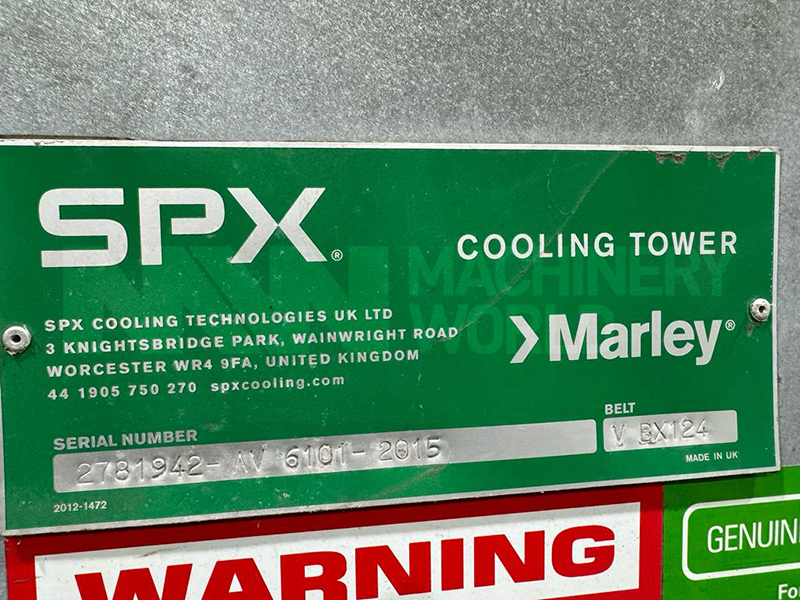 SPX®
COOLING TOWER
MACHINERY
WORLD
SPX COOLING TECHNOLOGIES UK LTD
3 KNIGHTSBRIDGE PARK, WAINWRIGHT ROAD
WORCESTER WR4 9FA, UNITED KINGDOM
44 1905 750 270 spxcooling.com
Marley®
SERIAL NUMBER
2781942- AV 6101- 2015
BELT
V BX124
MADE IN UK
2012-1472
WARNING